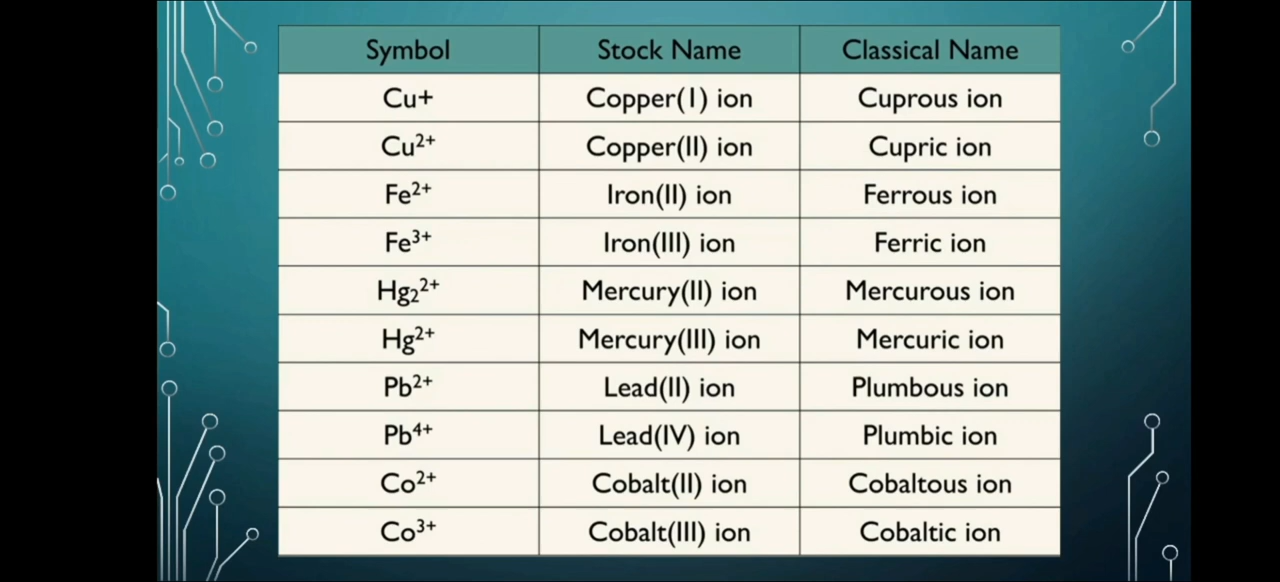 Symbol Stock Name Classical Name
Cu+ Copper(I) ion Cuprous ion
Cu²⁺ Copper(II) ion Cupric ion
Fe²⁺ Iron(II) ion Ferrous ion
Fe³⁺ Iron(III) ion Ferric ion
Hg₂²⁺ Mercury(II) ion Mercurous ion
Hg²⁺ Mercury(III) ion Mercuric ion
Pb²⁺ Lead(II) ion Plumbous ion
Pb⁴⁺ Lead(IV) ion Plumbic ion
Co²⁺ Cobalt(II) ion Cobaltous ion
Co³⁺ Cobalt(III) ion Cobaltic ion